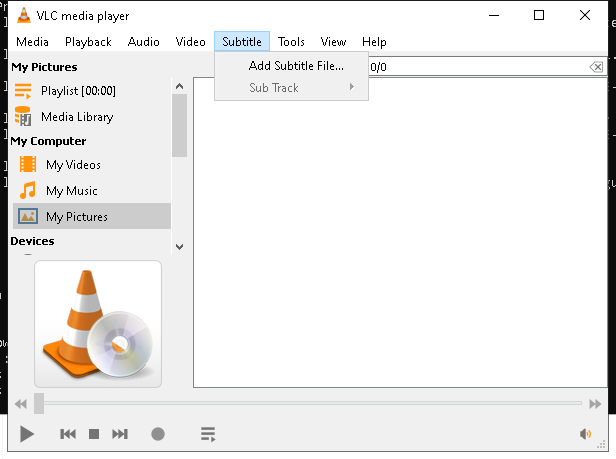 VLC media player
Media Playback Audio Video Subtitle Tools View Help
My Pictures
Add Subtitle File...
0/0
Playlist [00:00]
Sub Track
Media Library
My Computer
My Videos
My Music
My Pictures
Devices